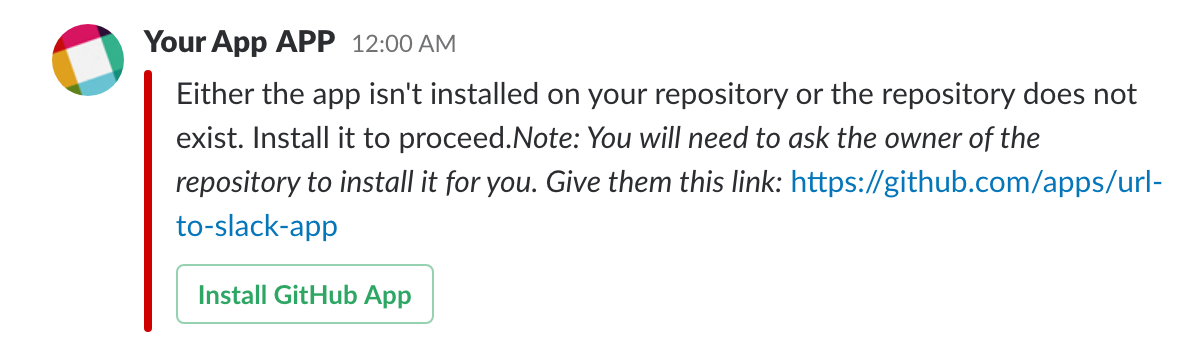 Your App APP 12:00 AM
Either the app isn't installed on your repository or the repository does not
exist. Install it to proceed.Note: You will need to ask the owner of the
repository to install it for you. Give them this link: https://github.com/apps/url-
to-slack-app
Install GitHub App